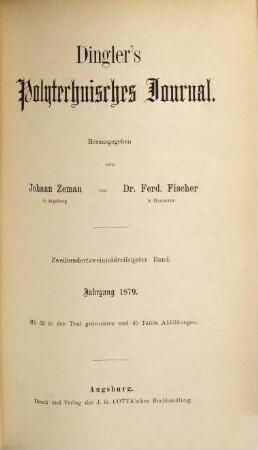 Dingler's
Polytechnisches Journal.
Herausgegeben
von
Johann Zeman und Dr. Ferd. Fischer
in Augsburg in Hannover.
Zweihundertzweiunddreissigster Band.
Jahrgang 1879.
Mit 32 in den Text gedruckten und 45 Tafeln Abbildungen.
Augsburg.
Druck und Verlag der J. G. COTTA'schen Buchhandlung.